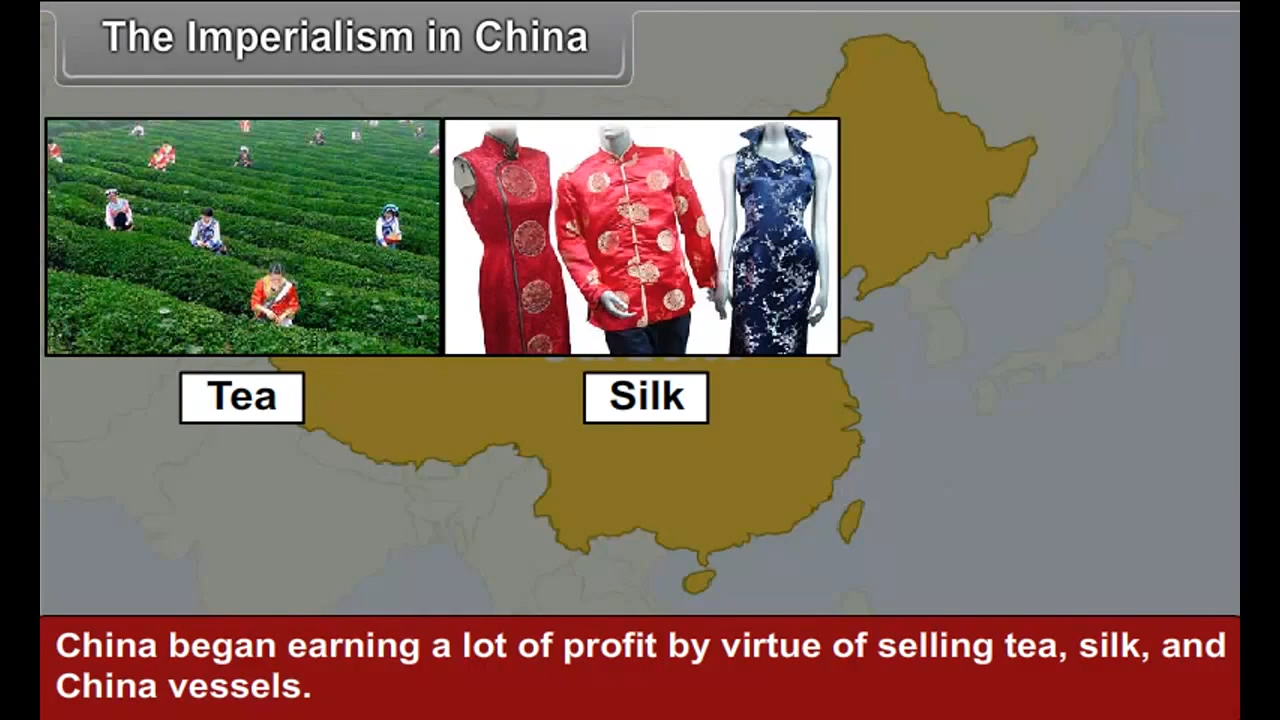 The Imperialism in China
Tea
Silk
China began earning a lot of profit by virtue of selling tea, silk, and
China vessels.